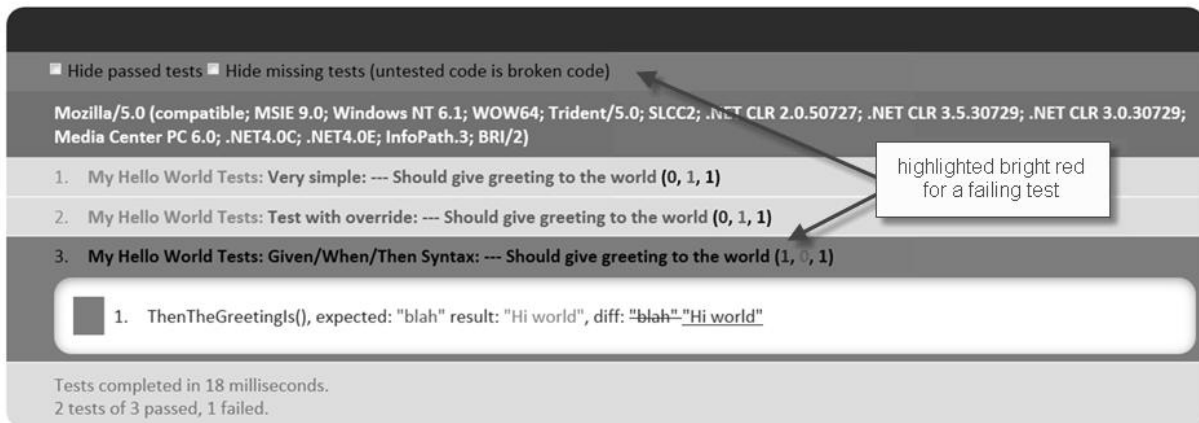 Hide passed tests Hide missing tests (untested code is broken code)
Mozilla/5.0 (compatible; MSIE 9.0; Windows NT 6.1; WOW64; Trident/5.0; SLCC2; .NET CLR 2.0.50727; .NET CLR 3.5.30729; .NET CLR 3.0.30729;
Media Center PC 6.0; .NET4.0C; .NET4.0E; InfoPath.3; BRI/2)
highlighted bright red
for a failing test
1. My Hello World Tests: Very simple: --- Should give greeting to the world (0, 1, 1)
2. My Hello World Tests: Test with override: --- Should give greeting to the world (0, 1, 1)
3. My Hello World Tests: Given/When/Then Syntax: --- Should give greeting to the world (1, 0, 1)
1. ThenTheGreetingIs(), expected: "blah" result: "Hi world", diff: "blah" "Hi world"
Tests completed in 18 milliseconds.
2 tests of 3 passed, 1 failed.